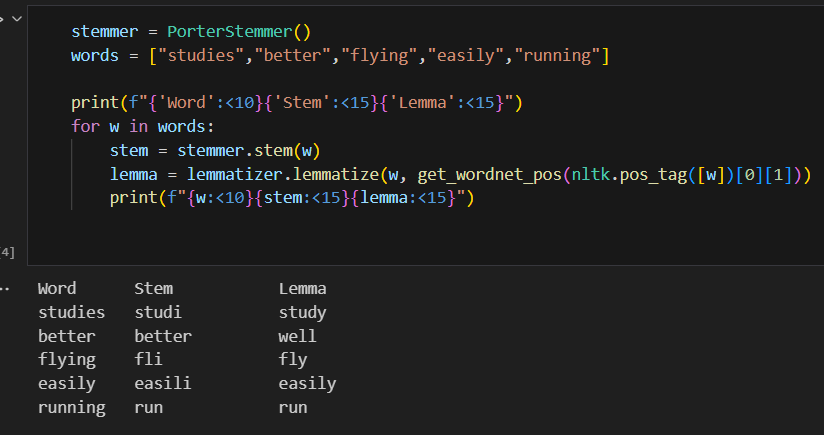 stemmer = PorterStemmer()
words = ["studies","better","flying","easily","running"]
print(f"{'Word':<10}{'Stem':<15}{'Lemma':<15}")
for w in words:
    stem = stemmer.stem(w)
    lemma = lemmatizer.lemmatize(w, get_wordnet_pos(nltk.pos_tag([w])[0][1]))
    print(f"{w:<10}{stem:<15}{lemma:<15}")
4]
Word      Stem           Lemma
studies   studi          study
better    better         well
flying    fli            fly
easily    easili         easily
running   run            run